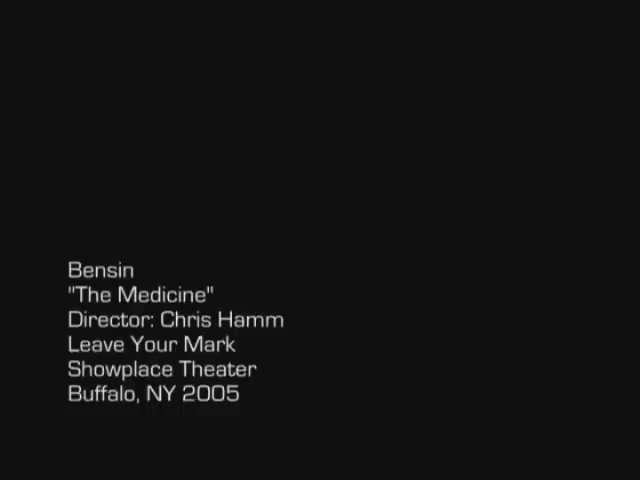 Bensin
"The Medicine"
Director: Chris Hamm
Leave Your Mark
Showplace Theater
Buffalo, NY 2005